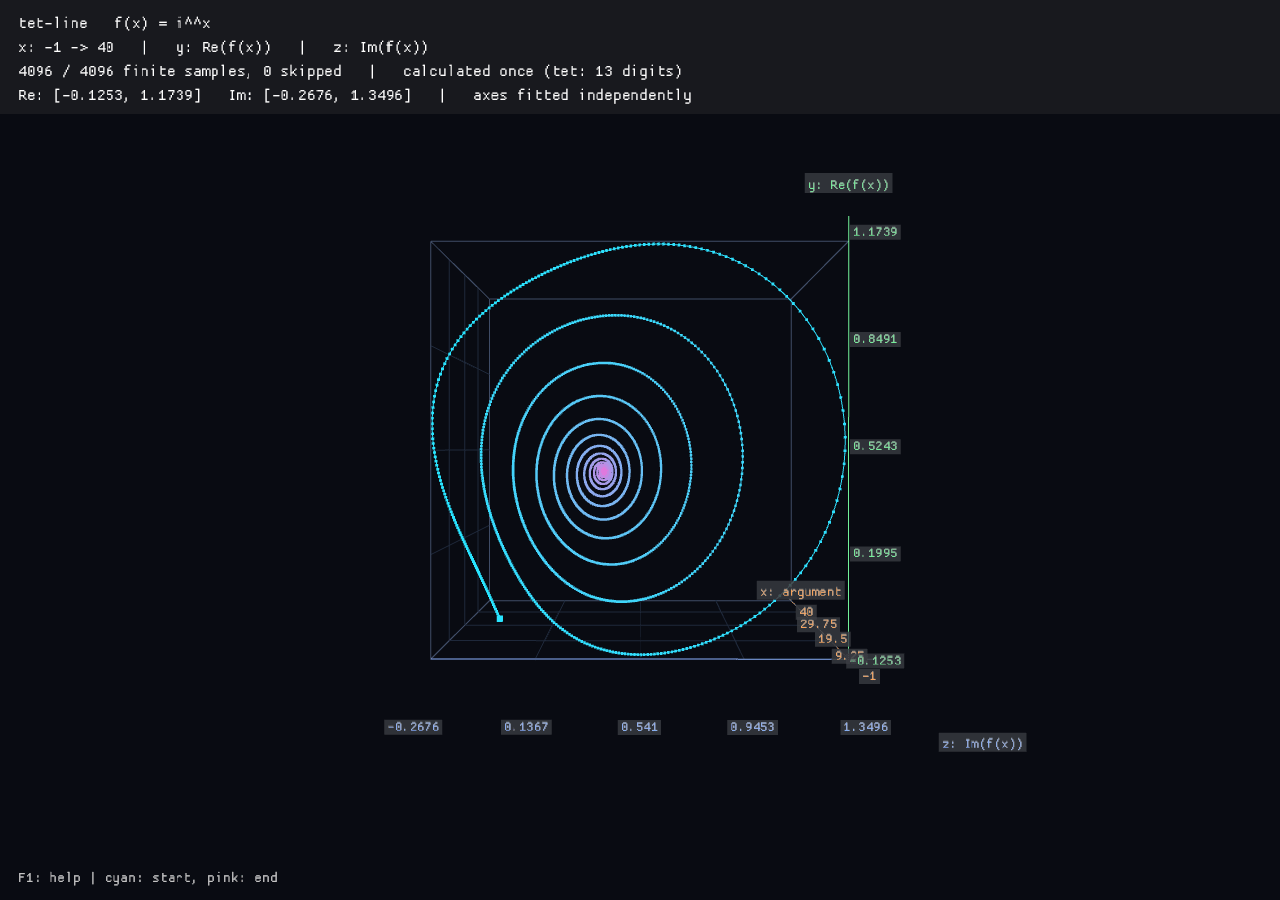 tet-line   f(x) = i^^x
x: -1 -> 40   |   y: Re(f(x))   |   z: Im(f(x))
4096 / 4096 finite samples, 0 skipped   |   calculated once (tet: 13 digits)
Re: [-0.1253, 1.1739]   Im: [-0.2676, 1.3496]   |   axes fitted independently
y: Re(f(x))
1.1739
0.8491
0.5243
0.1995
x: argument
40
29.75
19.5
-0.1253
-1
-0.2676   0.1367   0.541   0.9453   1.3496
z: Im(f(x))
F1: help | cyan: start, pink: end